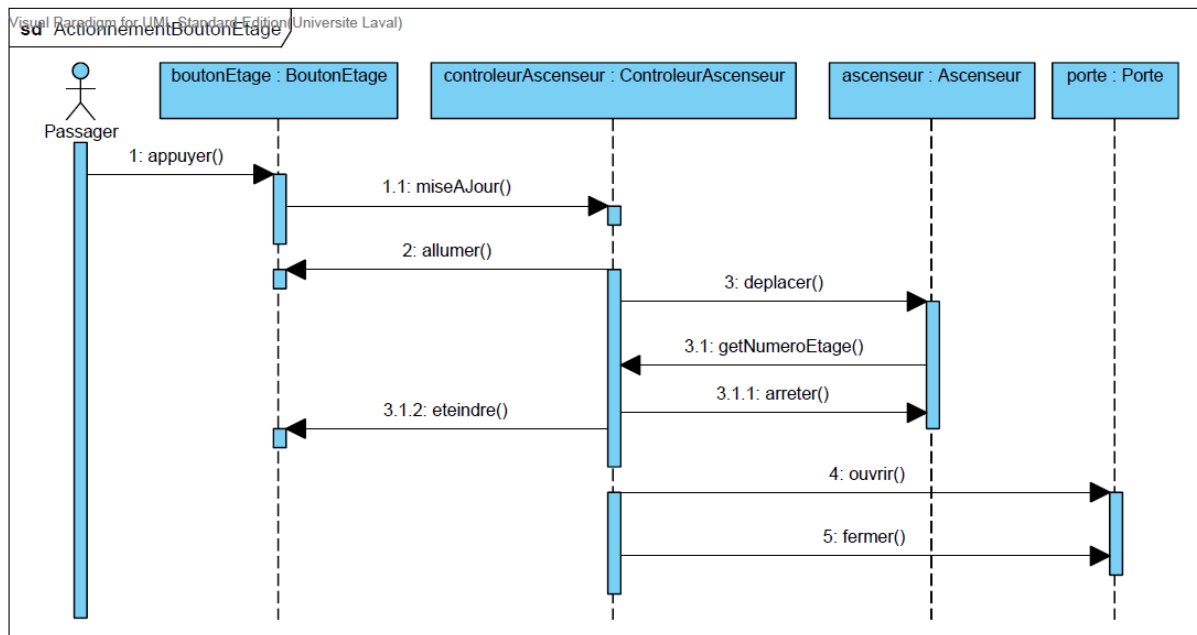 Visual Paradigm for UML Standard Edition(Universite Laval)
sd ActionnementBoutonEtage
boutonEtage : BoutonEtage
controleurAscenseur : ControleurAscenseur
ascenseur : Ascenseur
porte : Porte
Passager
1: appuyer()
1.1: miseAJour()
2: allumer()
3: deplacer()
3.1: getNumeroEtage()
3.1.1: arreter()
3.1.2: eteindre()
4: ouvrir()
5: fermer()